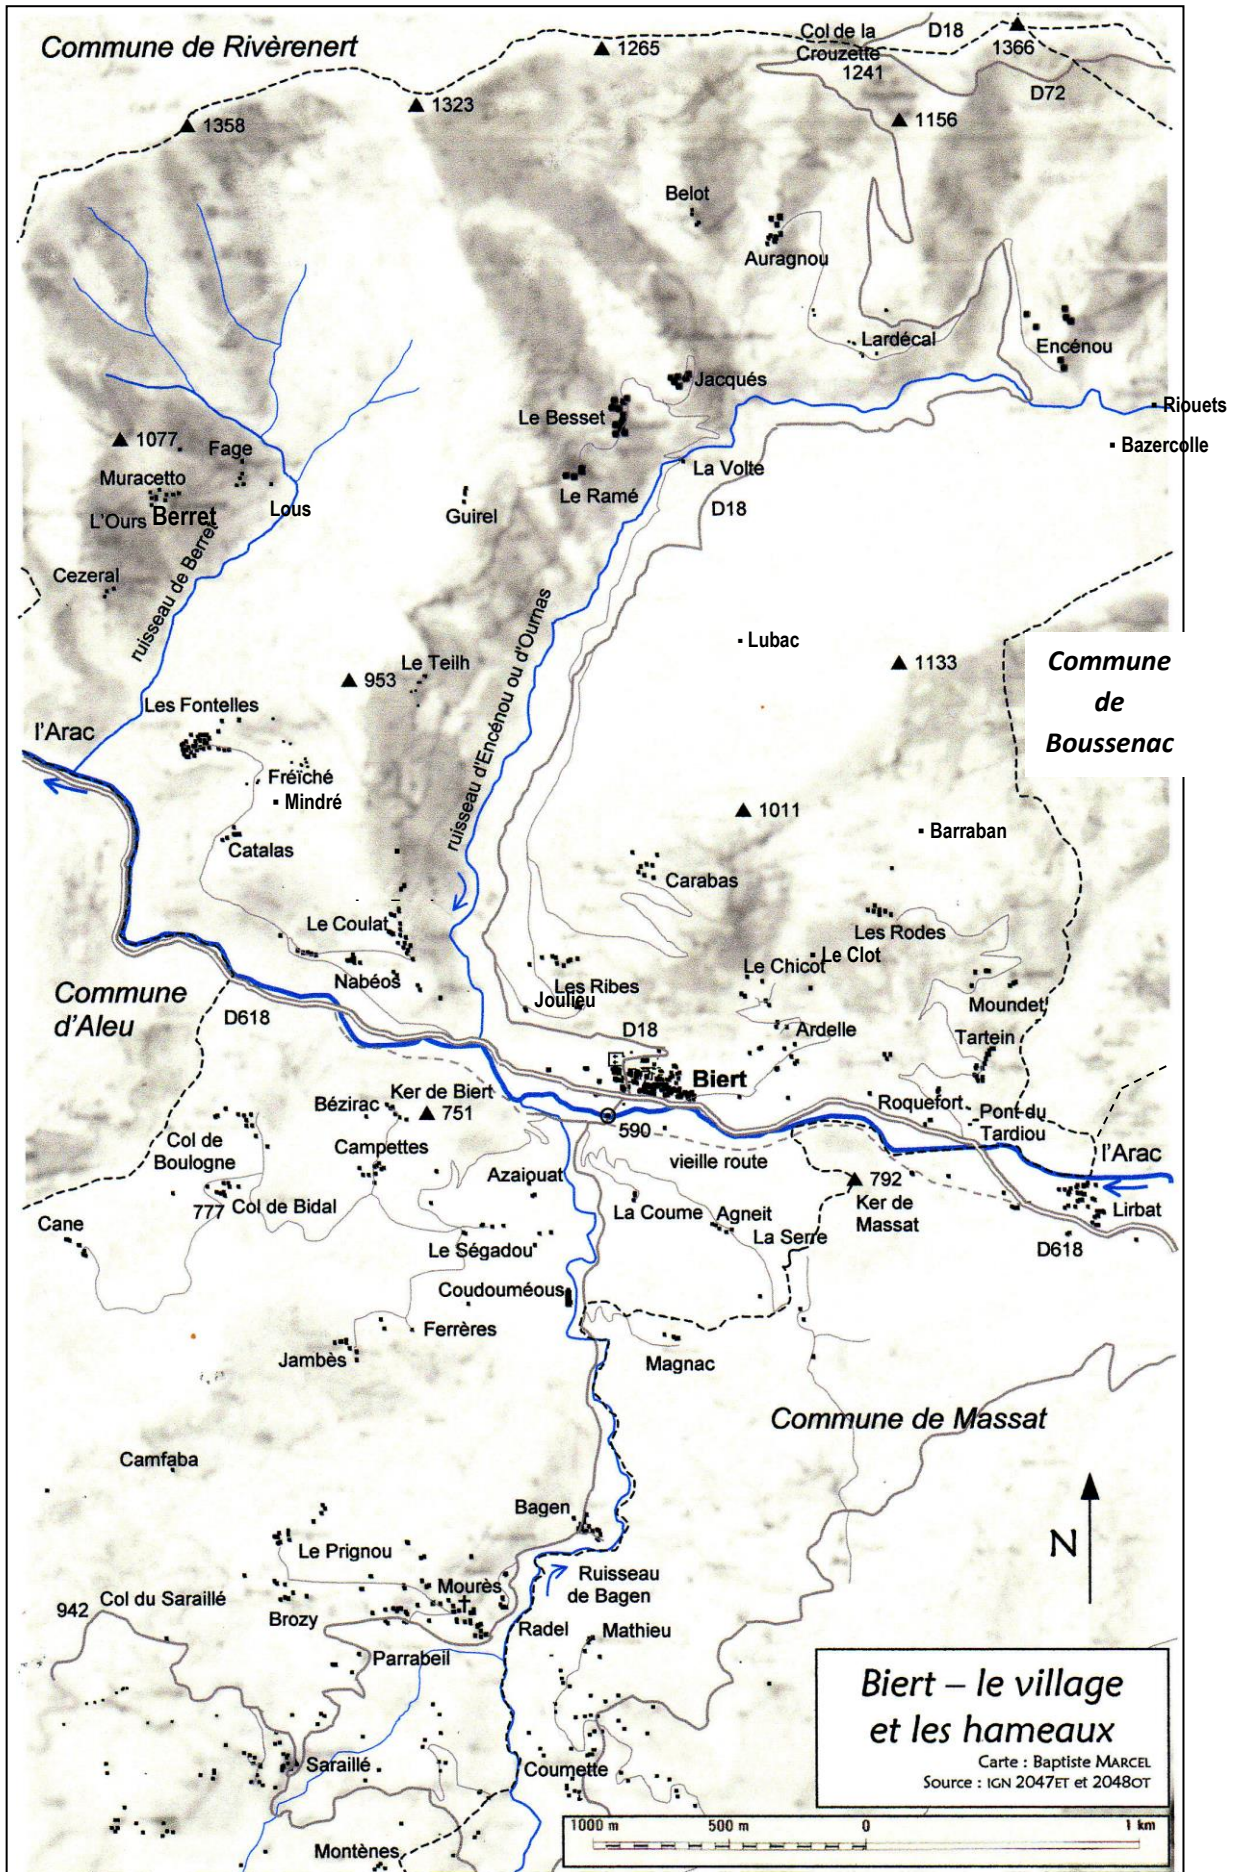 Commune de Rivèrenert
1265
Col de la
Crouzette
1241
D18
1366
D72
1323
1358
1156
Belot
Auragnou
Lardécal
Encénou
Jacqués
Le Besset
Riouets
Bazercolle
1077
Fage
Muracetto
La Volte
Le Ramé
Lous
L'Ours
Berret
Guirel
D18
Cezeral
ruisseau de Berret
ruisseau d'Encénou ou d'Ournas
Lubac
Commune
de
Boussenac
1133
Le Teilh
953
Les Fontelles
l'Arac
Fréïché
Mindré
1011
Barraban
Catalas
Carabas
Le Coulat
Les Rodes
Le Clot
Le Chicot
Nabéos
Les Ribes
Joulieu
Moundet
Commune
d'Aleu
D618
D18
Ardelle
Tartein
Biert
Ker de Biert
751
Bézirac
590
Roquefort
Pont du
Tardiou
Col de
Boulogne
Campettes
vieille route
l'Arac
Azaiouat
792
Ker de
Massat
777
Col de Bidal
La Coume
Agneit
La Serre
Lirbat
Cane
Le Ségadou
D618
Coudouméous
Ferrères
Jambès
Magnac
Commune de Massat
Camfaba
Bagen
N
Le Prignou
Ruisseau
de Bagen
Mourès
942
Col du Saraillé
Brozy
Radel
Mathieu
Parrabeil
Biert – le village
et les hameaux
Carte : Baptiste MARCEL
Source : IGN 2047ET et 2048OT
Saraillé
Coumette
1000 m
500 m
0
1 km
Montènes